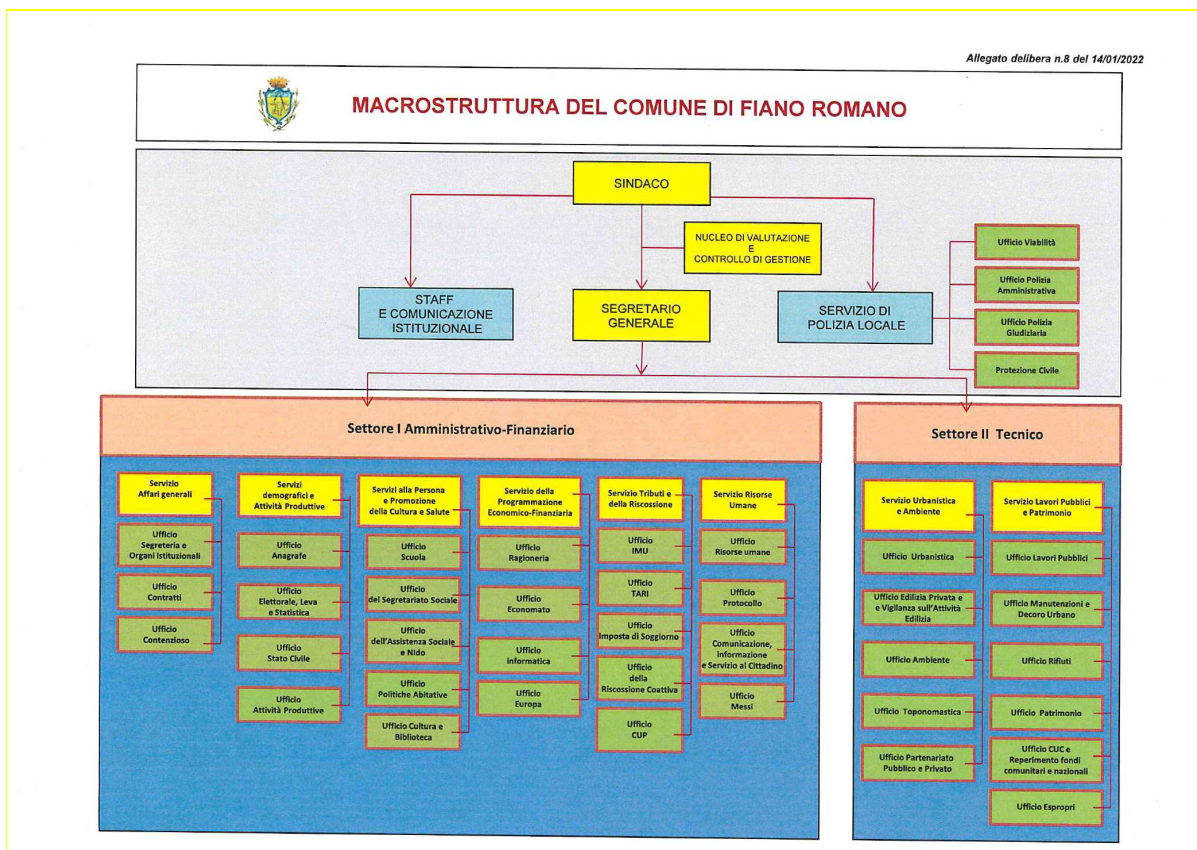 Allegato delibera n.8 del 14/01/2022
MACROSTRUTTURA DEL COMUNE DI FIANO ROMANO
SINDACO
NUCLEO DI VALUTAZIONE
E
CONTROLLO DI GESTIONE
STAFF
E COMUNICAZIONE
ISTITUZIONALE
SEGRETARIO
GENERALE
SERVIZIO DI
POLIZIA LOCALE
Ufficio Viabilità
Ufficio Polizia
Amministrativa
Ufficio Polizia
Giudiziaria
Protezione Civile
Settore I Amministrativo-Finanziario
Servizio
Affari generali
Ufficio
Segreteria e
Organi istituzionali
Ufficio
Contratti
Ufficio
Contenzioso
Servizi
demografici e
Attività Produttive
Ufficio
Anagrafe
Ufficio
Elettorale, Leva
e Statistica
Ufficio
Stato Civile
Ufficio
Attività Produttive
Servizi alla Persona
e Promozione
della Cultura e Salute
Ufficio
Scuola
Ufficio
del Segretariato Sociale
Ufficio
dell'Assistenza Sociale
e Nido
Ufficio
Politiche Abitative
Ufficio Cultura e
Biblioteca
Servizio della
Programmazione
Economico-Finanziaria
Ufficio
Ragioneria
Ufficio
Economato
Ufficio
Informatica
Ufficio
Europa
Servizio Tributi e
della Riscossione
Ufficio
IMU
Ufficio
TARI
Ufficio
Imposta di Soggiorno
Ufficio
della
Riscossione Coattiva
Ufficio
CUP
Servizio Risorse
Umane
Ufficio
Risorse umane
Ufficio
Protocollo
Ufficio
Comunicazione,
informazione
e Servizio al Cittadino
Ufficio
Messi
Settore II Tecnico
Servizio Urbanistica
e Ambiente
Ufficio Urbanistica
Ufficio Edilizia Privata e
e Vigilanza sull'Attività
Edilizia
Ufficio Ambiente
Ufficio Toponomastica
Ufficio Partenariato
Pubblico e Privato
Servizio Lavori Pubblici
e Patrimonio
Ufficio Lavori Pubblici
Ufficio Manutenzioni e
Decoro Urbano
Ufficio Rifiuti
Ufficio Patrimonio
Ufficio CUC e
Reperimento fondi
comunitari e nazionali
Ufficio Espropri